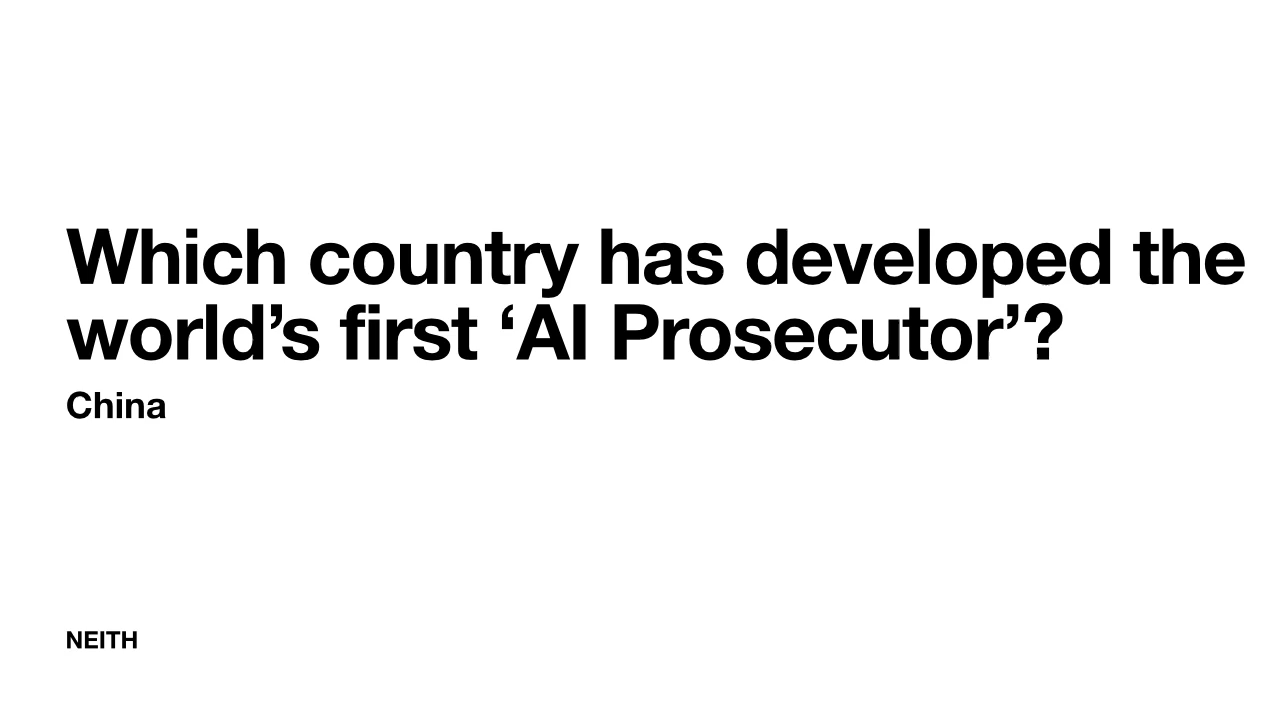 Which country has developed the
world’s first ‘AI Prosecutor’?
China
NEITH